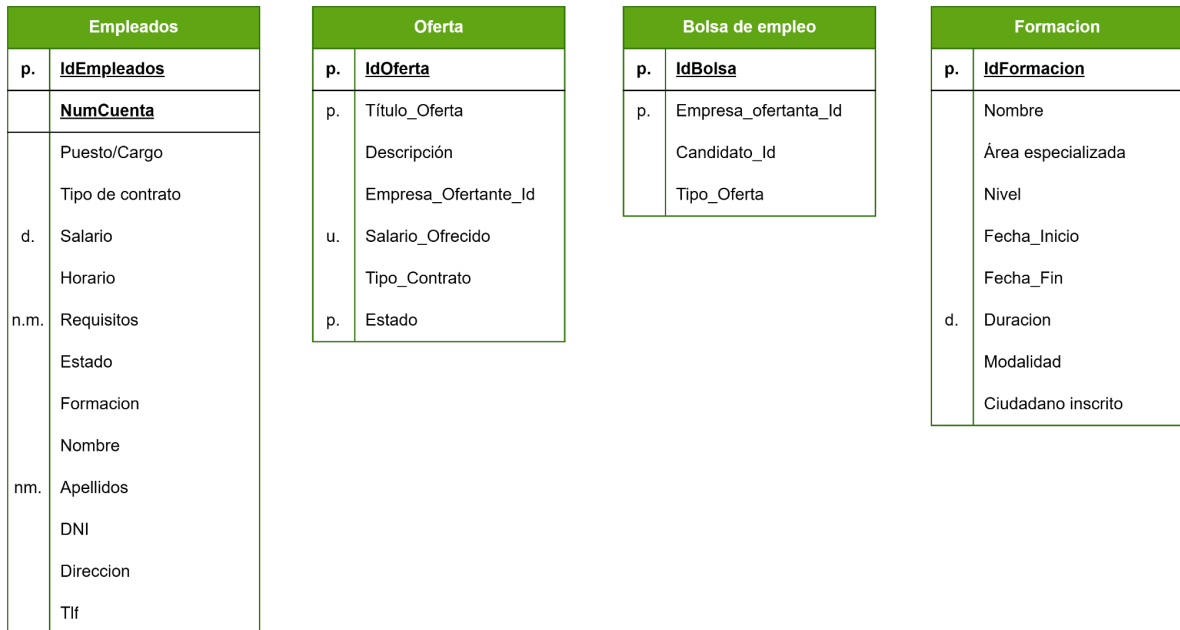 Empleados
p. IdEmpleados
NumCuenta
Puesto/Cargo
Tipo de contrato
d. Salario
Horario
n.m. Requisitos
Estado
Formacion
Nombre
nm. Apellidos
DNI
Direccion
Tlf
Oferta
p. IdOferta
p. Título_Oferta
Descripción
Empresa_Ofertante_Id
u. Salario_Ofrecido
Tipo_Contrato
p. Estado
Bolsa de empleo
p. IdBolsa
p. Empresa_ofertanta_Id
Candidato_Id
Tipo_Oferta
Formacion
p. IdFormacion
Nombre
Área especializada
Nivel
Fecha_Inicio
Fecha_Fin
d. Duracion
Modalidad
Ciudadano inscrito